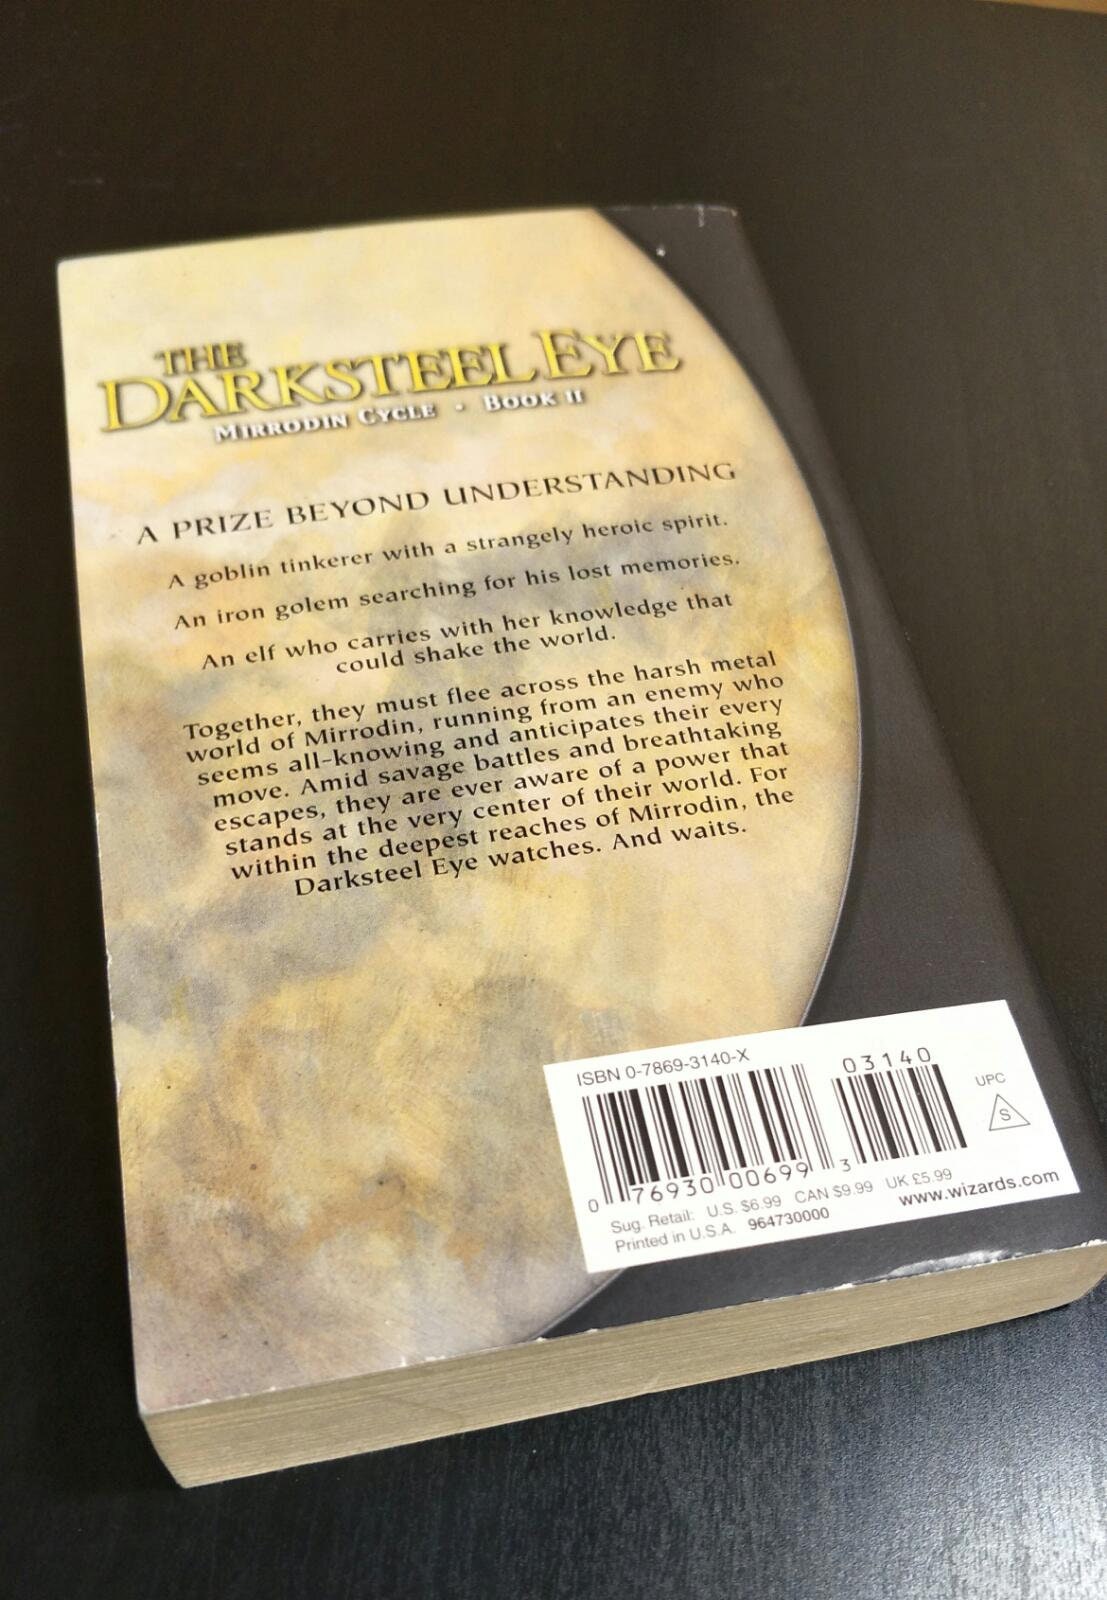 THE
DARKSTEEL EYE
MIRRODIN CYCLE • BOOK II
A PRIZE BEYOND UNDERSTANDING
A goblin tinkerer with a strangely heroic spirit.
An iron golem searching for his lost memories.
An elf who carries with her knowledge that
could shake the world.
Together, they must flee across the harsh metal
world of Mirrodin, running from an enemy who
seems all-knowing and anticipates their every
move. Amid savage battles and breathtaking
escapes, they are ever aware of a power that
stands at the very center of their world. For
within the deepest reaches of Mirrodin, the
Darksteel Eye watches. And waits.
ISBN 0-7869-3140-X
03140
UPC
S
0 76930 00699 3
Sug. Retail: U.S. $6.99 CAN $9.99 UK £5.99
Printed in U.S.A. 964730000 www.wizards.com